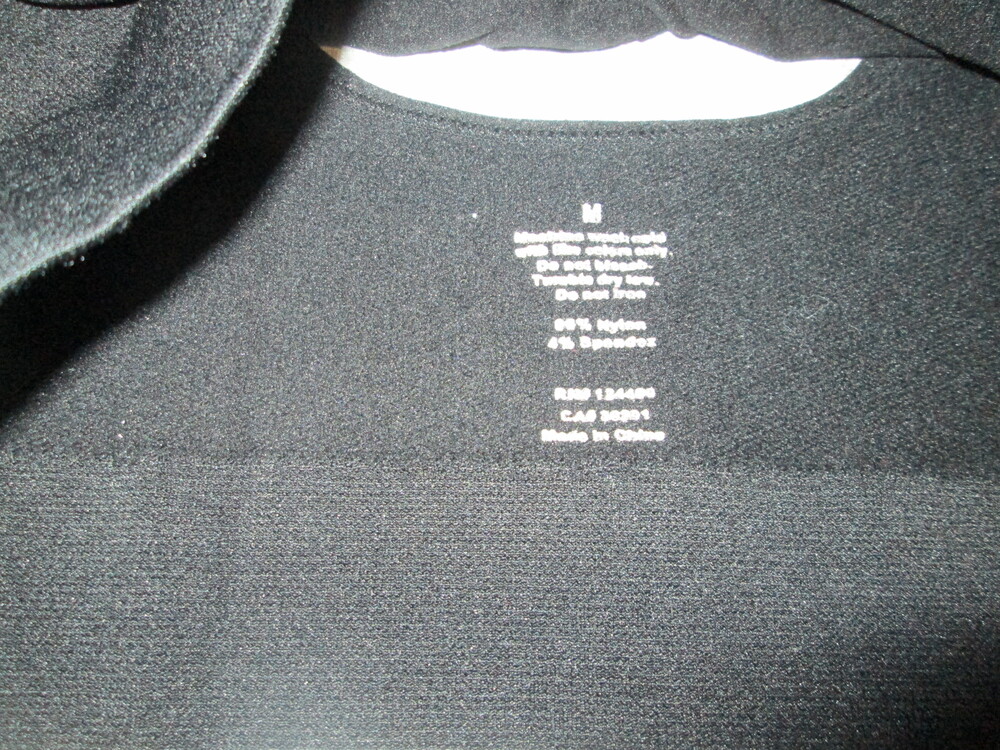 M
Machine wash cold
with like colors only.
Do not bleach.
Tumble dry low.
Do not iron
% Nylon
4% Spandex
RN#
CA#
Made in China